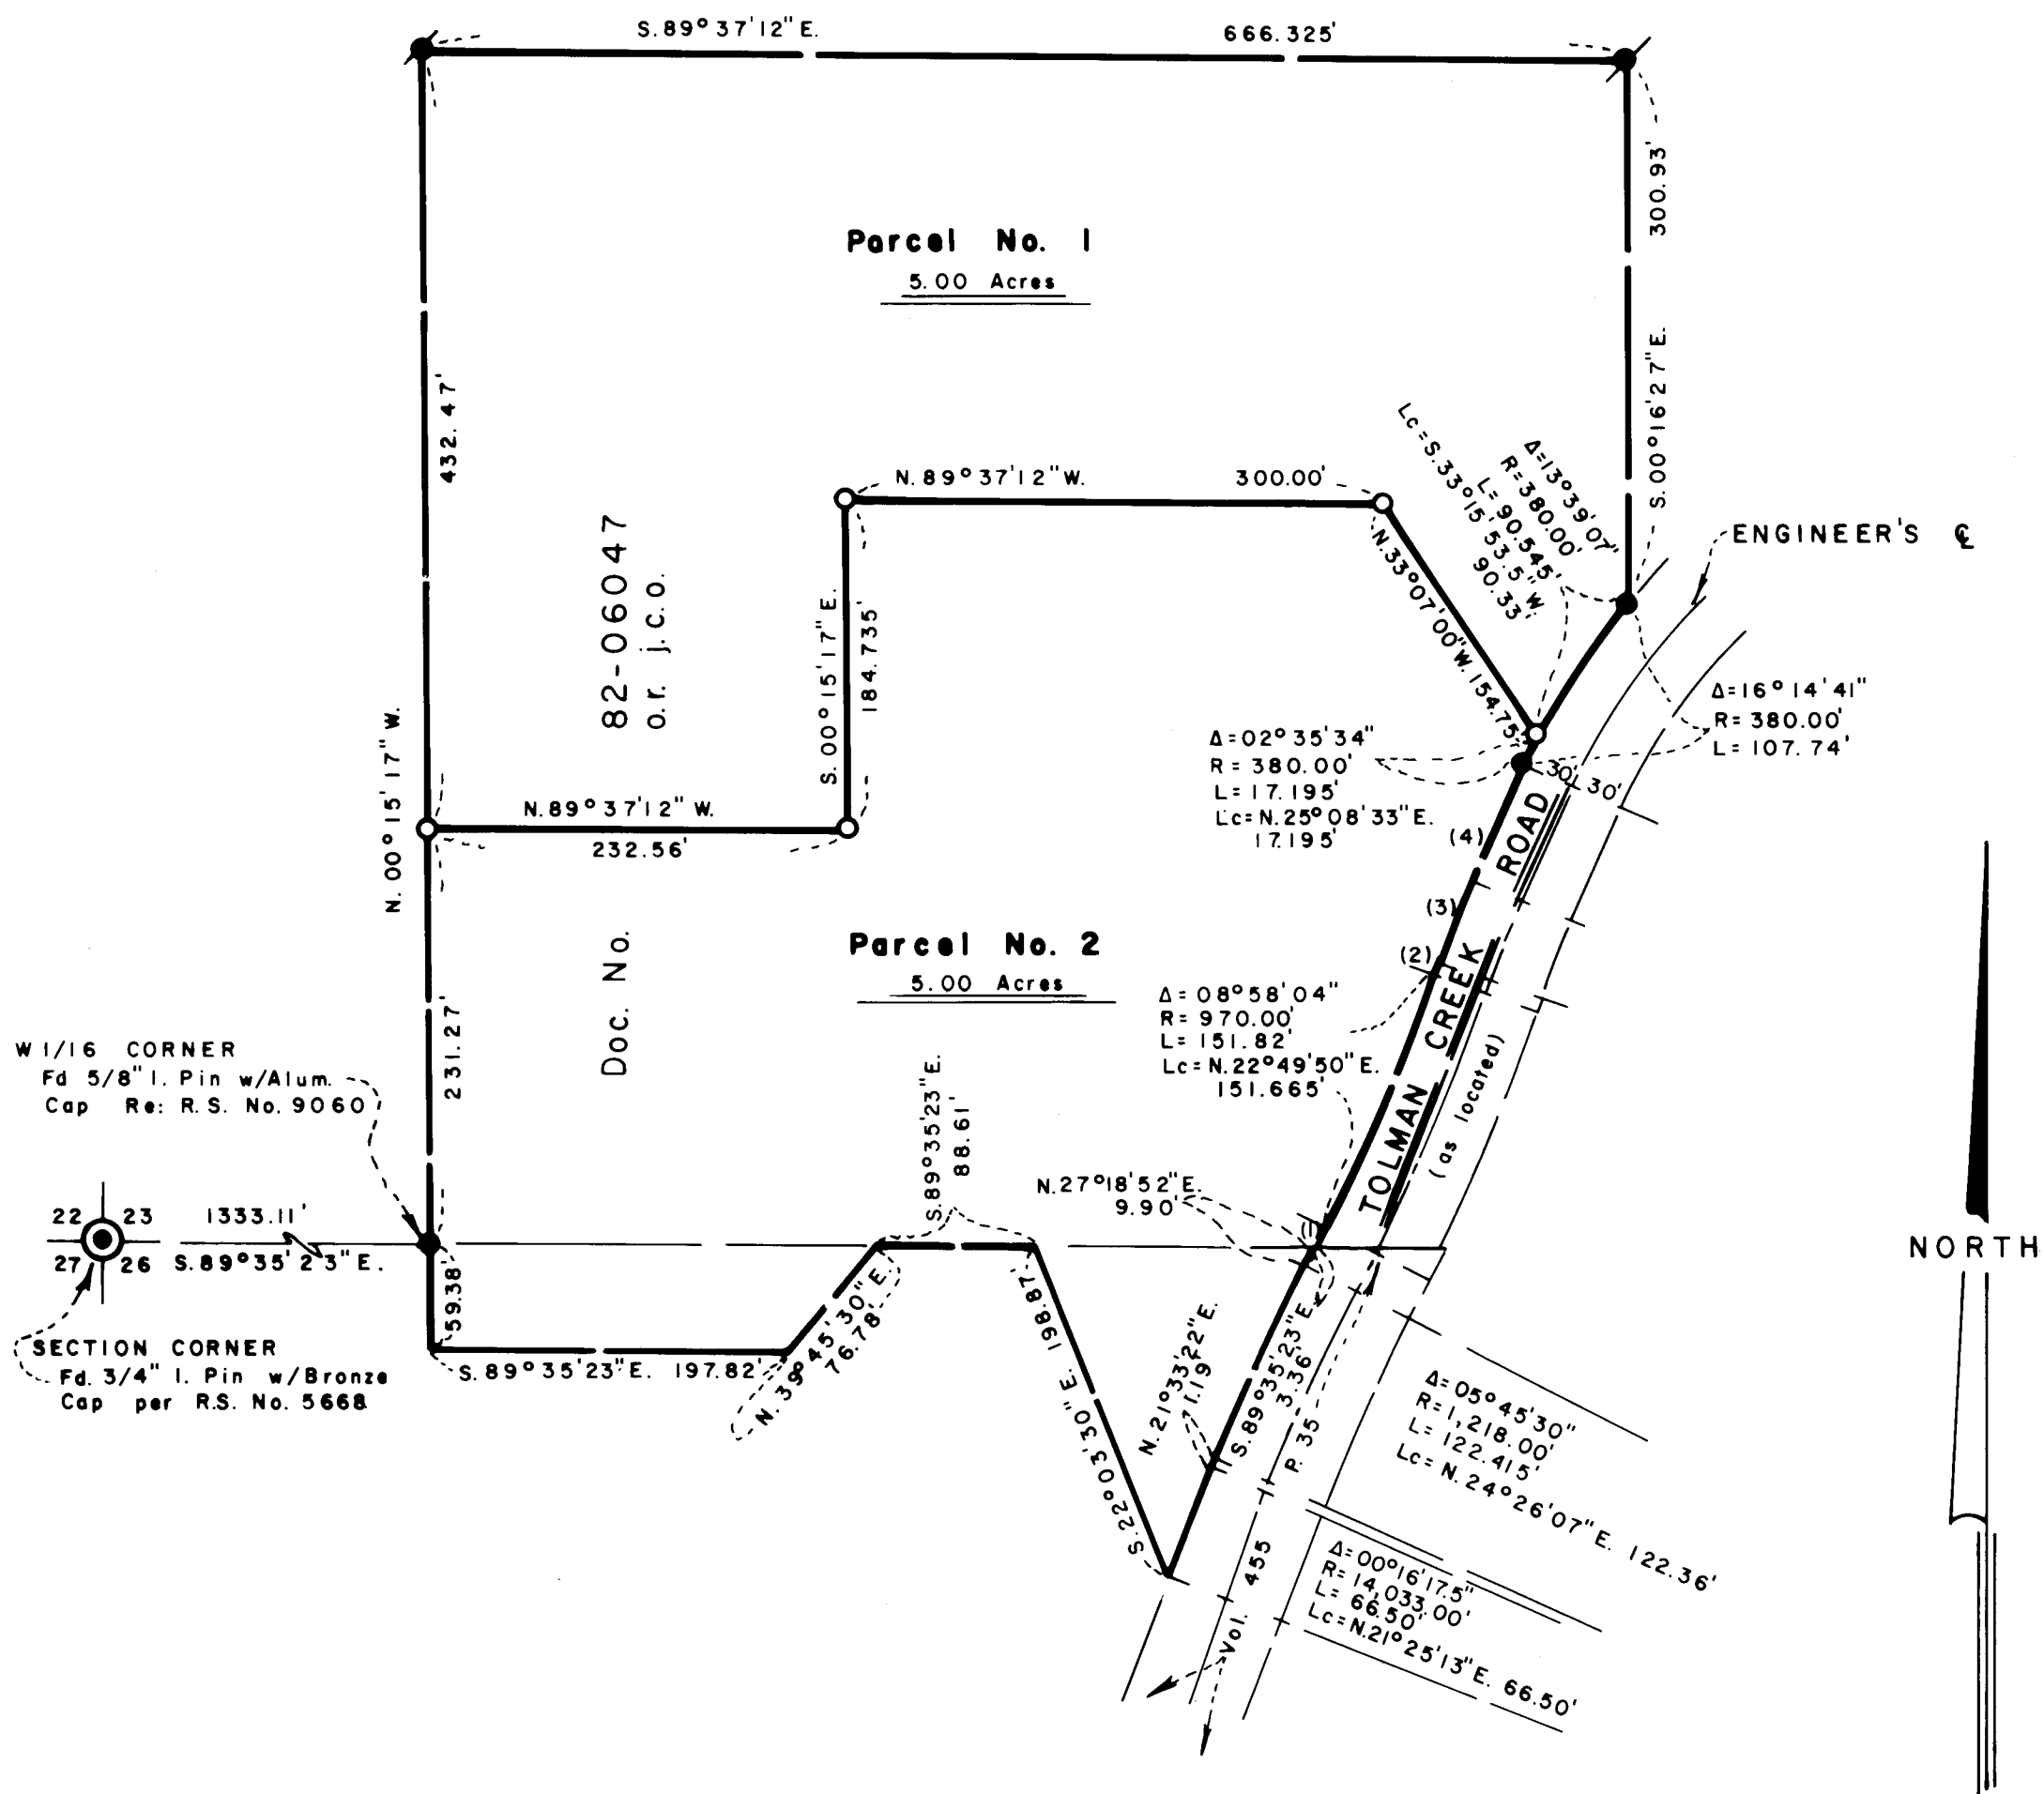 S.89°37'12"E. 666.325'
300.93'
S.00°16'27"E.
Parcel No. 1
5.00 Acres
432.47'
N.00°15'17"W.
82-06047
o.r. j.c.o.
Doc. No.
N.89°37'12"W. 300.00'
S.00°15'17"E.
184.735'
N.33°07'00"W. 154.75'
Δ=13°39'07"
R=380.00'
L=90.545'
Lc=S.33°15'53.5"W.
90.33'
ENGINEER'S ℄
Δ=16°14'41"
R=380.00'
L=107.74'
Δ=02°35'34"
R=380.00'
L=17.195'
Lc=N.25°08'33"E.
17.195'
30' 30'
N.89°37'12" W.
232.56'
(4)
(3)
(2)
(1)
TOLMAN CREEK ROAD
(as located)
Parcel No. 2
5.00 Acres
Δ=08°58'04"
R=970.00'
L=151.82'
Lc=N.22°49'50"E.
151.665'
231.27'
W 1/16 CORNER
Fd 5/8" I. Pin w/Alum.
Cap Re: R.S. No. 9060
S.89°35'23"E.
88.61'
N.27°18'52"E.
9.90'
22 23
27 26
1333.11'
S.89°35'23"E.
NORTH
59.38'
SECTION CORNER
Fd. 3/4" I. Pin w/Bronze
Cap per R.S. No. 5668
S.89°35'23"E. 197.82'
N.39°45'30"E.
76.78'
S.22°03'30"E. 198.87'
N.21°33'22"E.
1.19'
S.89°35'23"E.
3.36'
Vol. 455 P. 35
Δ=05°45'30"
R=1,218.00'
L=122.415'
Lc=N.24°26'07"E. 122.36'
Δ=00°16'17.5"
R=14,033.00'
L=66.50'
Lc=N.21°25'13"E. 66.50'